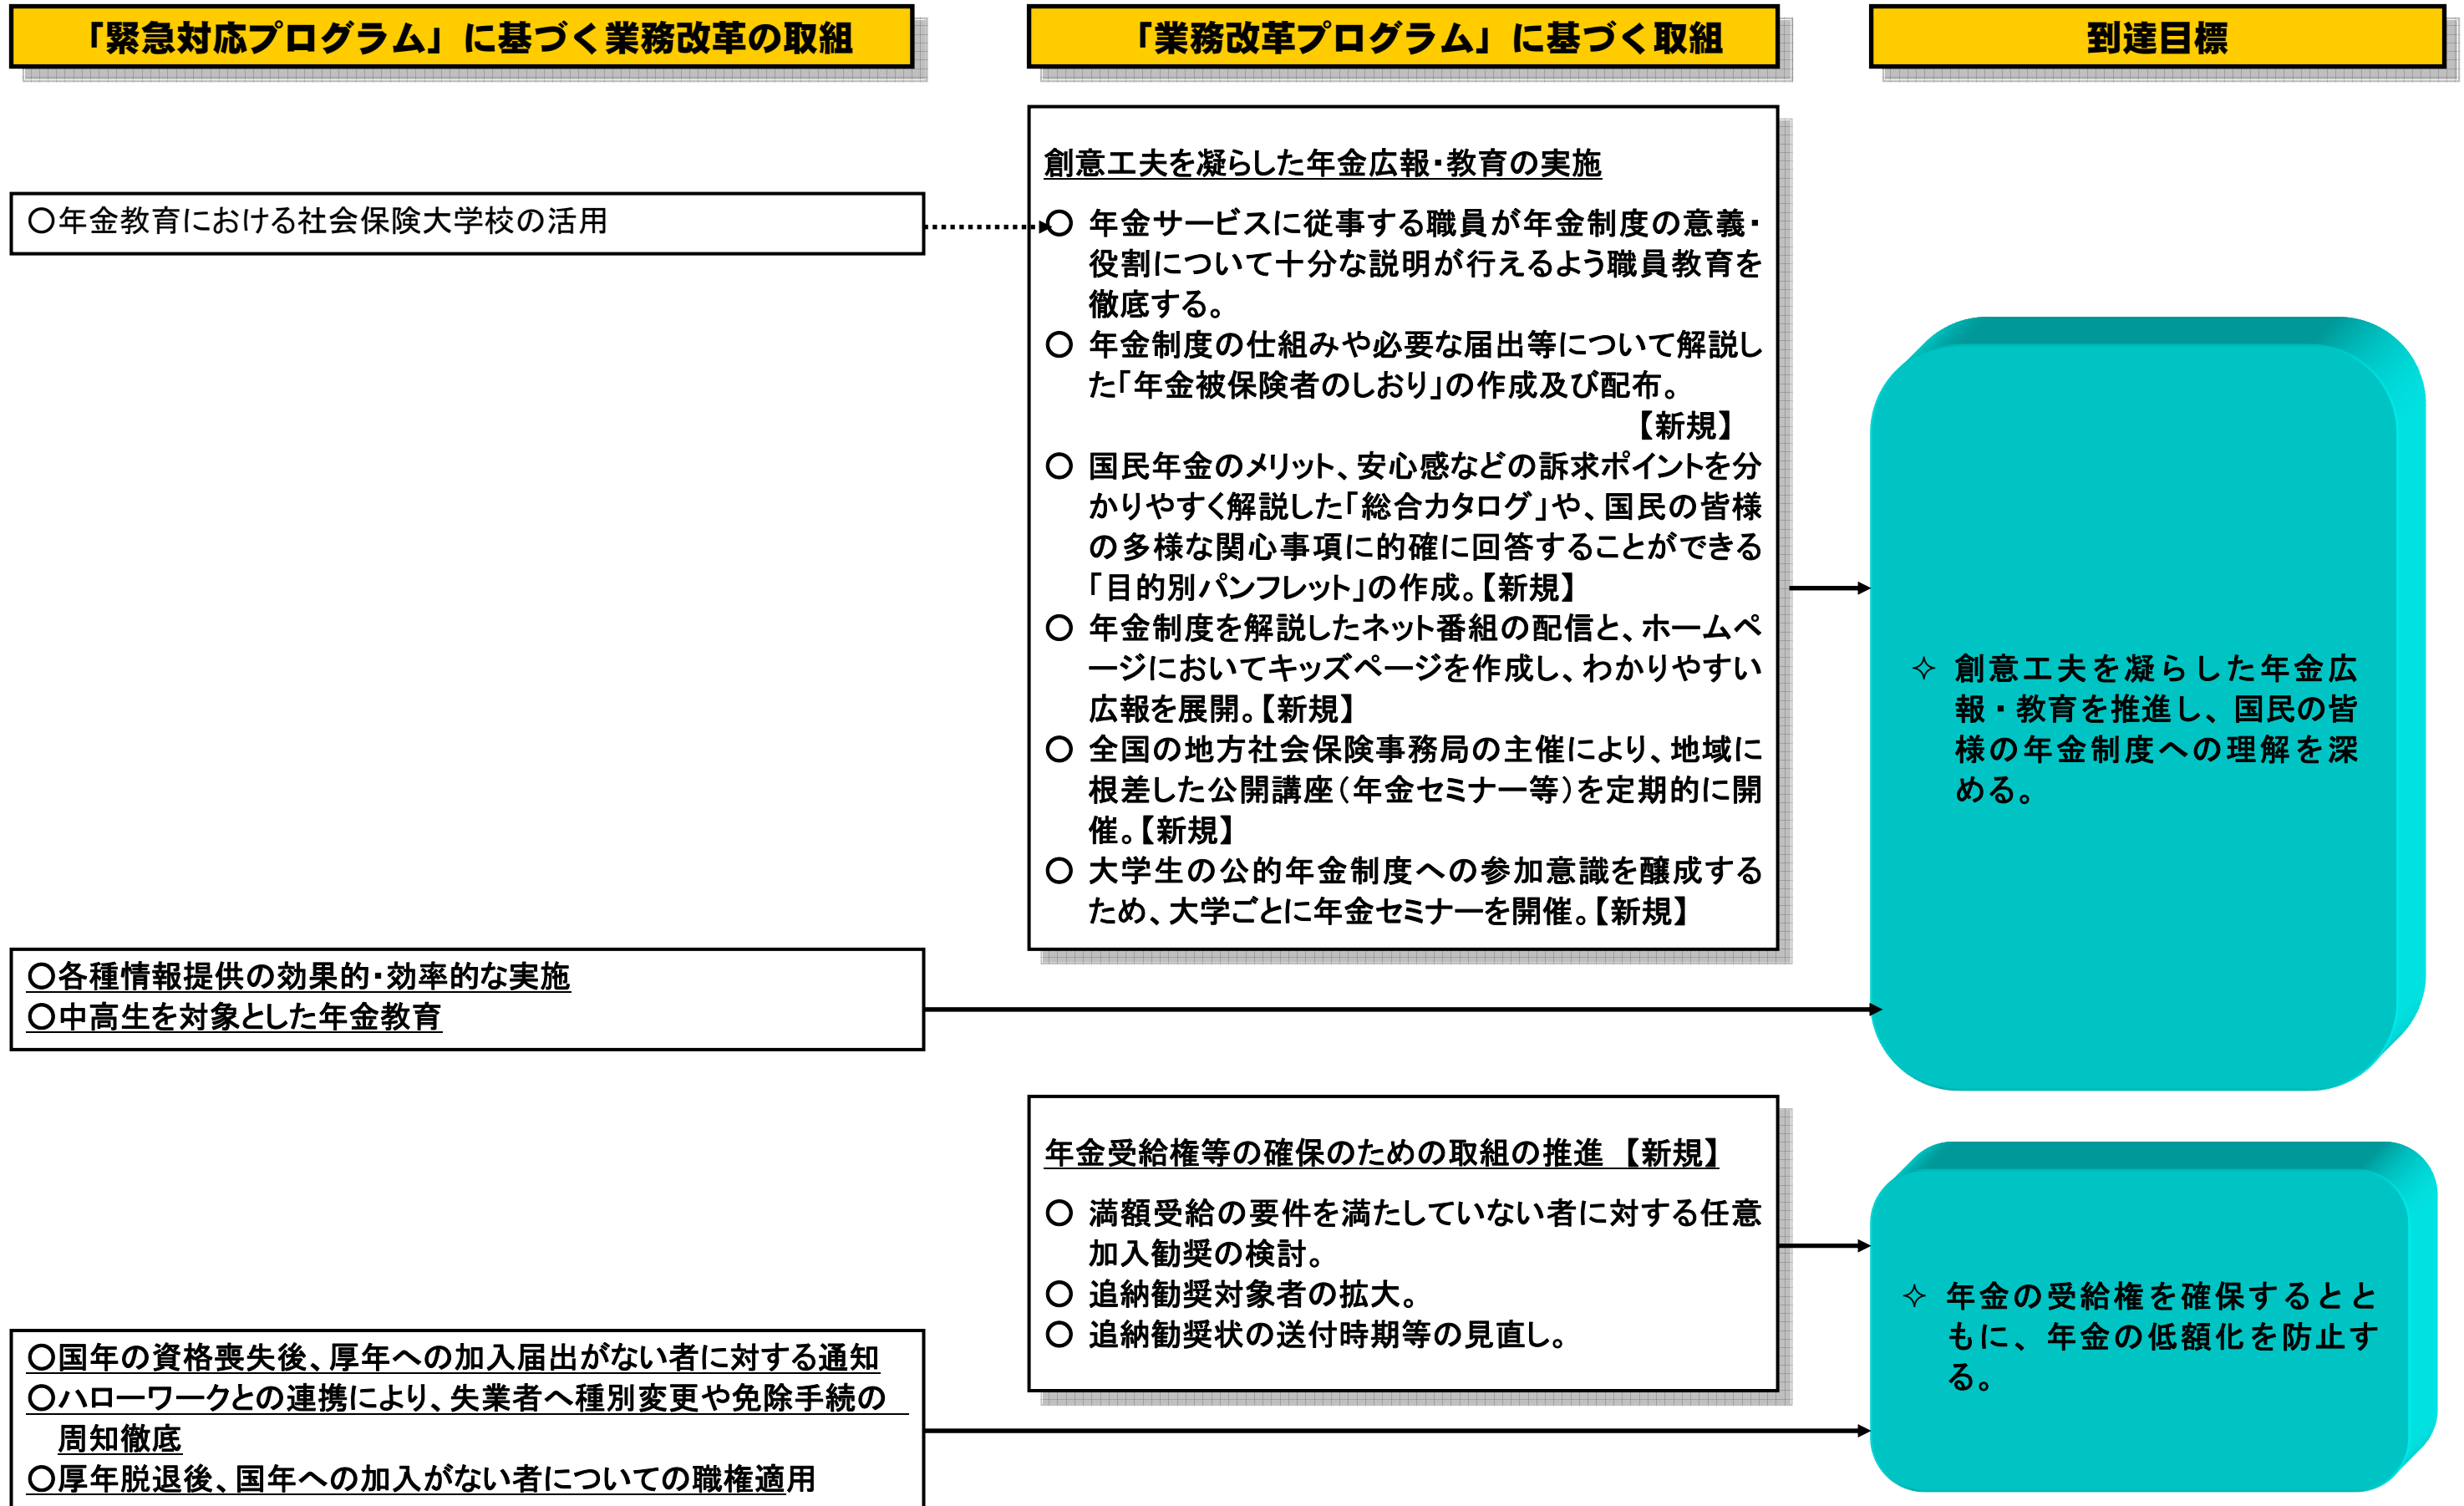 「緊急対応プログラム」に基づく業務改革の取組
「業務改革プログラム」に基づく取組
到達目標
○年金教育における社会保険大学校の活用
創意工夫を凝らした年金広報・教育の実施
○ 年金サービスに従事する職員が年金制度の意義・
役割について十分な説明が行えるよう職員教育を
徹底する。
○ 年金制度の仕組みや必要な届出等について解説し
た「年金被保険者のしおり」の作成及び配布。
【新規】
○ 国民年金のメリット、安心感などの訴求ポイントを分
かりやすく解説した「総合カタログ」や、国民の皆様
の多様な関心事項に的確に回答することができる
「目的別パンフレット」の作成。【新規】
○ 年金制度を解説したネット番組の配信と、ホームペ
ージにおいてキッズページを作成し、わかりやすい
広報を展開。【新規】
○ 全国の地方社会保険事務局の主催により、地域に
根差した公開講座（年金セミナー等）を定期的に開
催。【新規】
○ 大学生の公的年金制度への参加意識を醸成する
ため、大学ごとに年金セミナーを開催。【新規】
✧ 創意工夫を凝らした年金広
報・教育を推進し、国民の皆
様の年金制度への理解を深
める。
○各種情報提供の効果的・効率的な実施
○中高生を対象とした年金教育
年金受給権等の確保のための取組の推進 【新規】
○ 満額受給の要件を満たしていない者に対する任意
加入勧奨の検討。
○ 追納勧奨対象者の拡大。
○ 追納勧奨状の送付時期等の見直し。
✧ 年金の受給権を確保するとと
もに、年金の低額化を防止す
る。
○国年の資格喪失後、厚年への加入届出がない者に対する通知
○ハローワークとの連携により、失業者へ種別変更や免除手続の
周知徹底
○厚年脱退後、国年への加入がない者についての職権適用